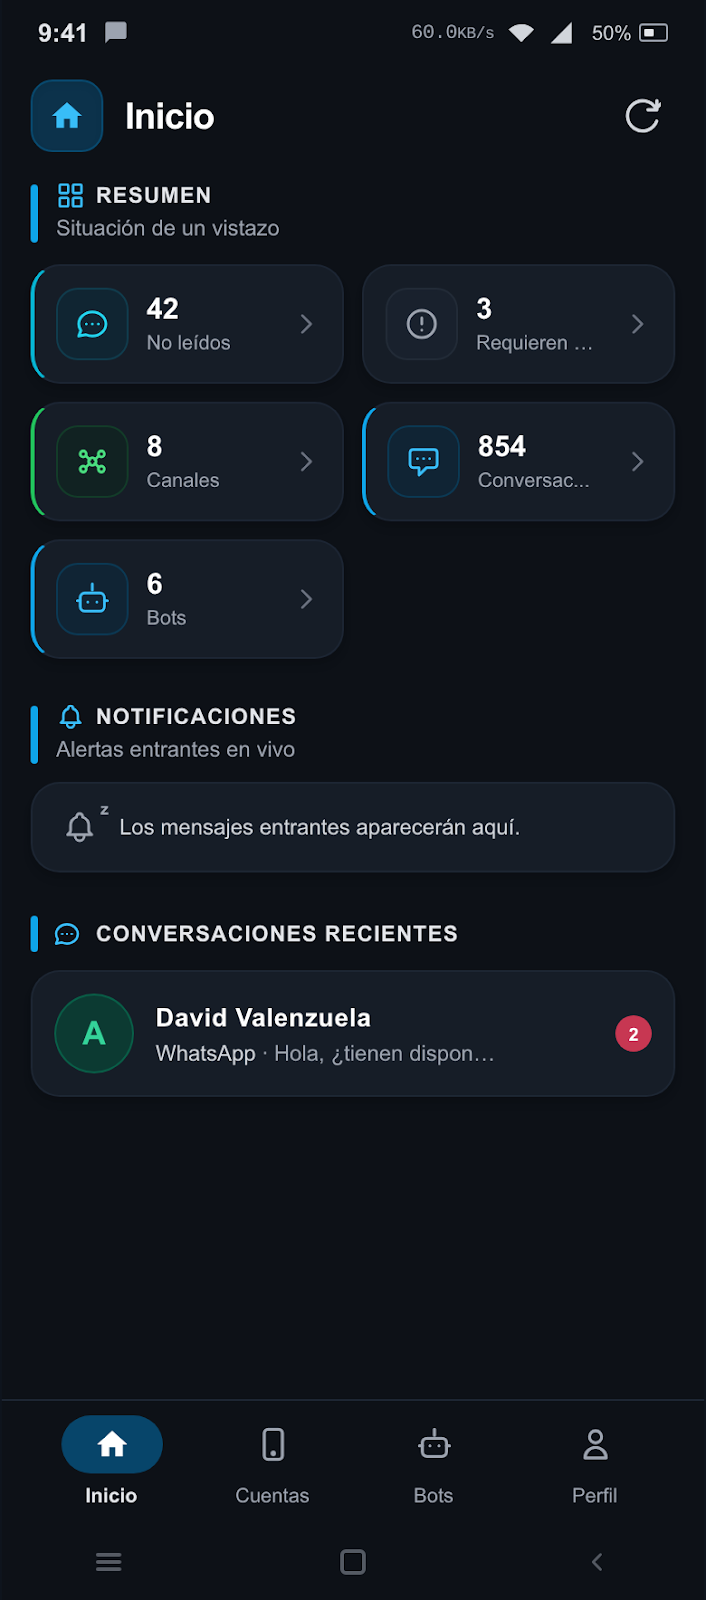 9:41
60.0KB/s
50%
Inicio
RESUMEN
Situación de un vistazo
42
No leídos
3
Requieren ...
8
Canales
854
Conversac...
6
Bots
NOTIFICACIONES
Alertas entrantes en vivo
z
Los mensajes entrantes aparecerán aquí.
CONVERSACIONES RECIENTES
A
David Valenzuela
WhatsApp · Hola, ¿tienen dispon...
2
Inicio
Cuentas
Bots
Perfil